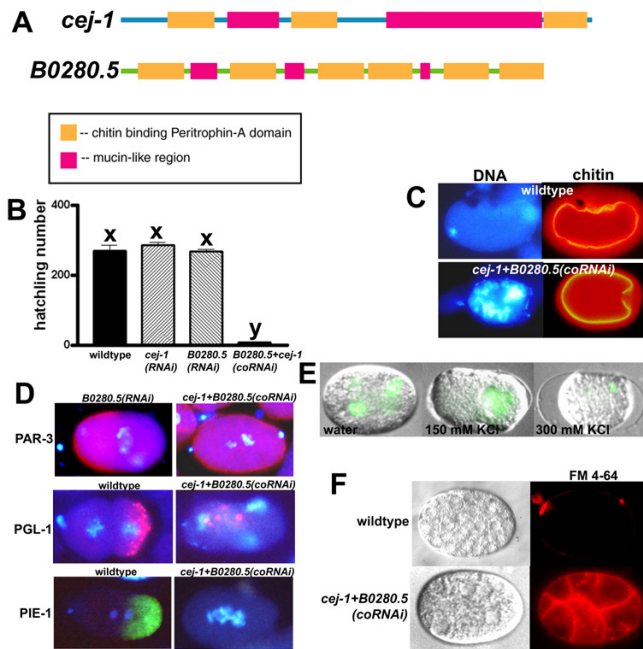 A
cej-1
B0280.5
-- chitin binding Peritrophin-A domain
-- mucin-like region
B
hatchling number
400
200
0
x
x
x
y
wildtype
cej-1
(RNAi)
B0280.5
(RNAi)
B0280.5+cej-1
(coRNAi)
C
DNA
chitin
wildtype
cej-1+B0280.5(coRNAi)
D
B0280.5(RNAi)
cej-1+B0280.5(coRNAi)
PAR-3
wildtype
cej-1+B0280.5(coRNAi)
PGL-1
wildtype
cej-1+B0280.5(coRNAi)
PIE-1
E
water
150 mM KCl
300 mM KCl
F
FM 4-64
wildtype
cej-1+B0280.5
(coRNAi)